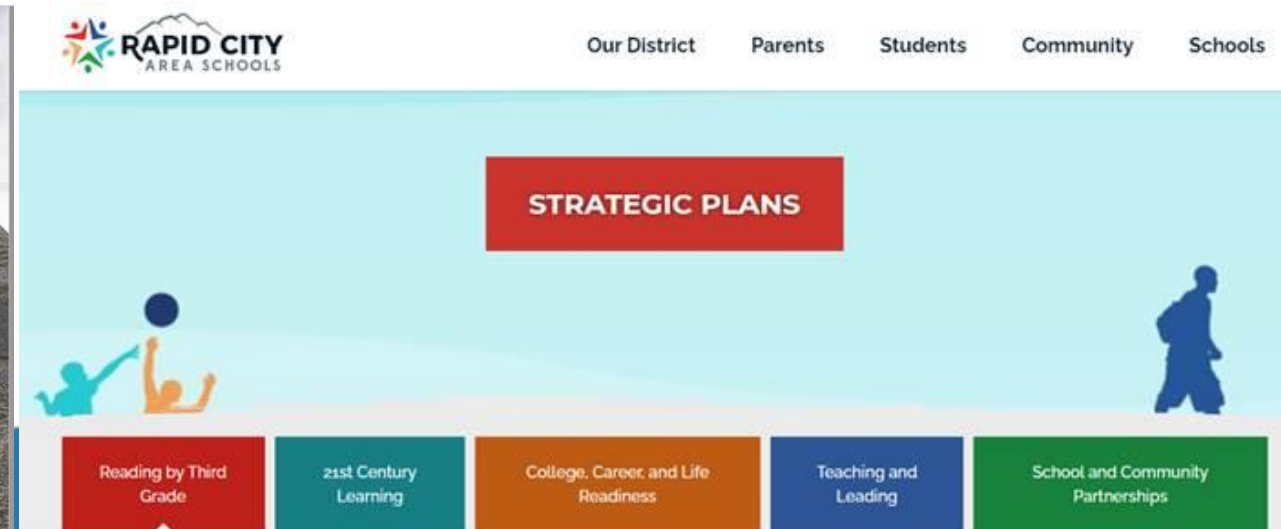 RAPID CITY
AREA SCHOOLS
Our District Parents Students Community Schools
STRATEGIC PLANS
Reading by Third
Grade
21st Century
Learning
College, Career, and Life
Readiness
Teaching and
Leading
School and Community
Partnerships